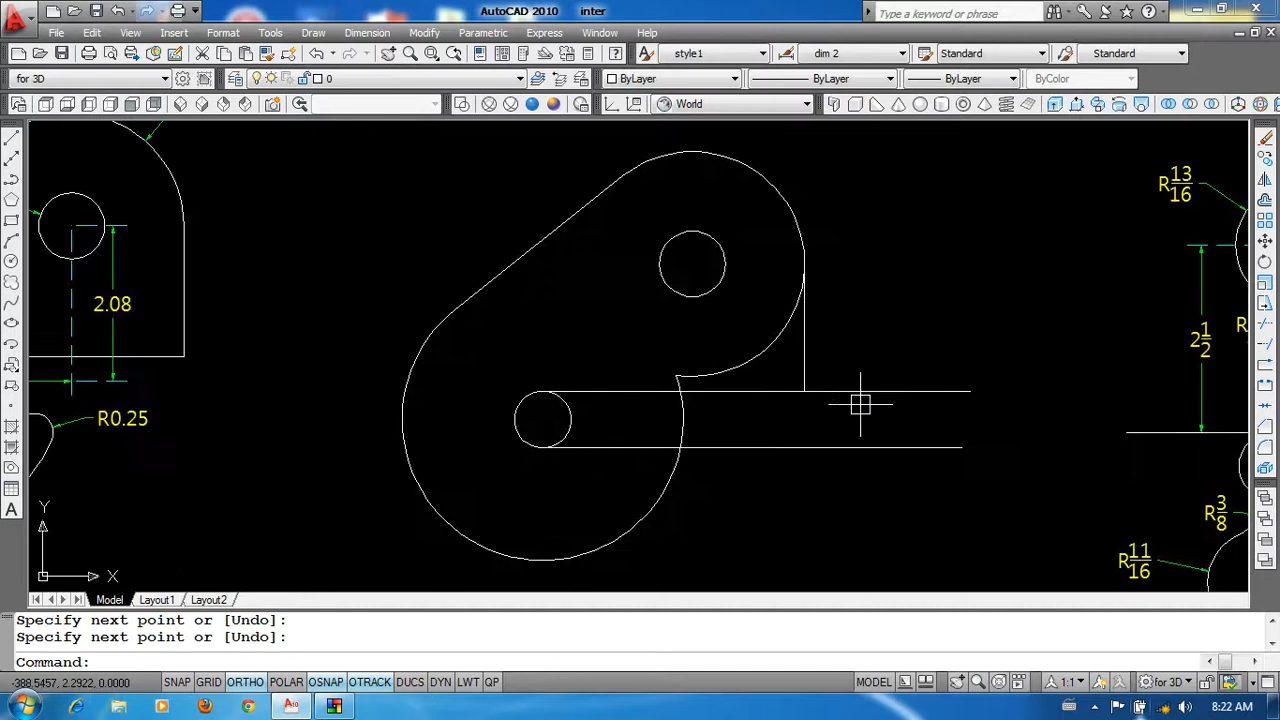 AutoCAD 2010 inter
Type a keyword or phrase
File Edit View Insert Format Tools Draw Dimension Modify Parametric Express Window Help
style1 dim 2 Standard Standard
for 3D 0 ByLayer ByLayer ByLayer ByColor
World
R13/16
2.08
2 1/2
R
R0.25
R3/8
R11/16
Y
X
Model Layout1 Layout2
Specify next point or [Undo]:
Specify next point or [Undo]:
Command:
-388.5457, 2.2922, 0.0000 SNAP GRID ORTHO POLAR OSNAP OTRACK DUCS DYN LWT QP MODEL 1:1 for 3D
8:22 AM